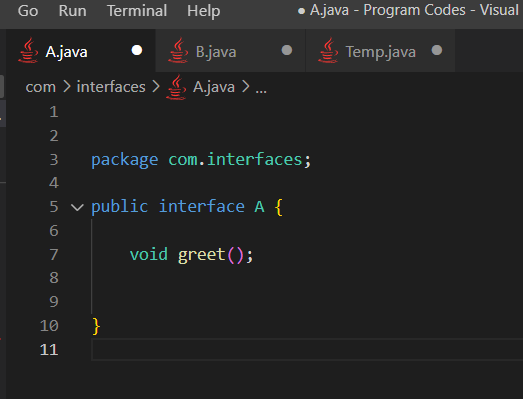 Go Run Terminal Help ● A.java - Program Codes - Visual
A.java ● B.java ● Temp.java ●
com > interfaces > A.java > ...
1
2
3 package com.interfaces;
4
5 public interface A {
6
7 void greet();
8
9
10 }
11